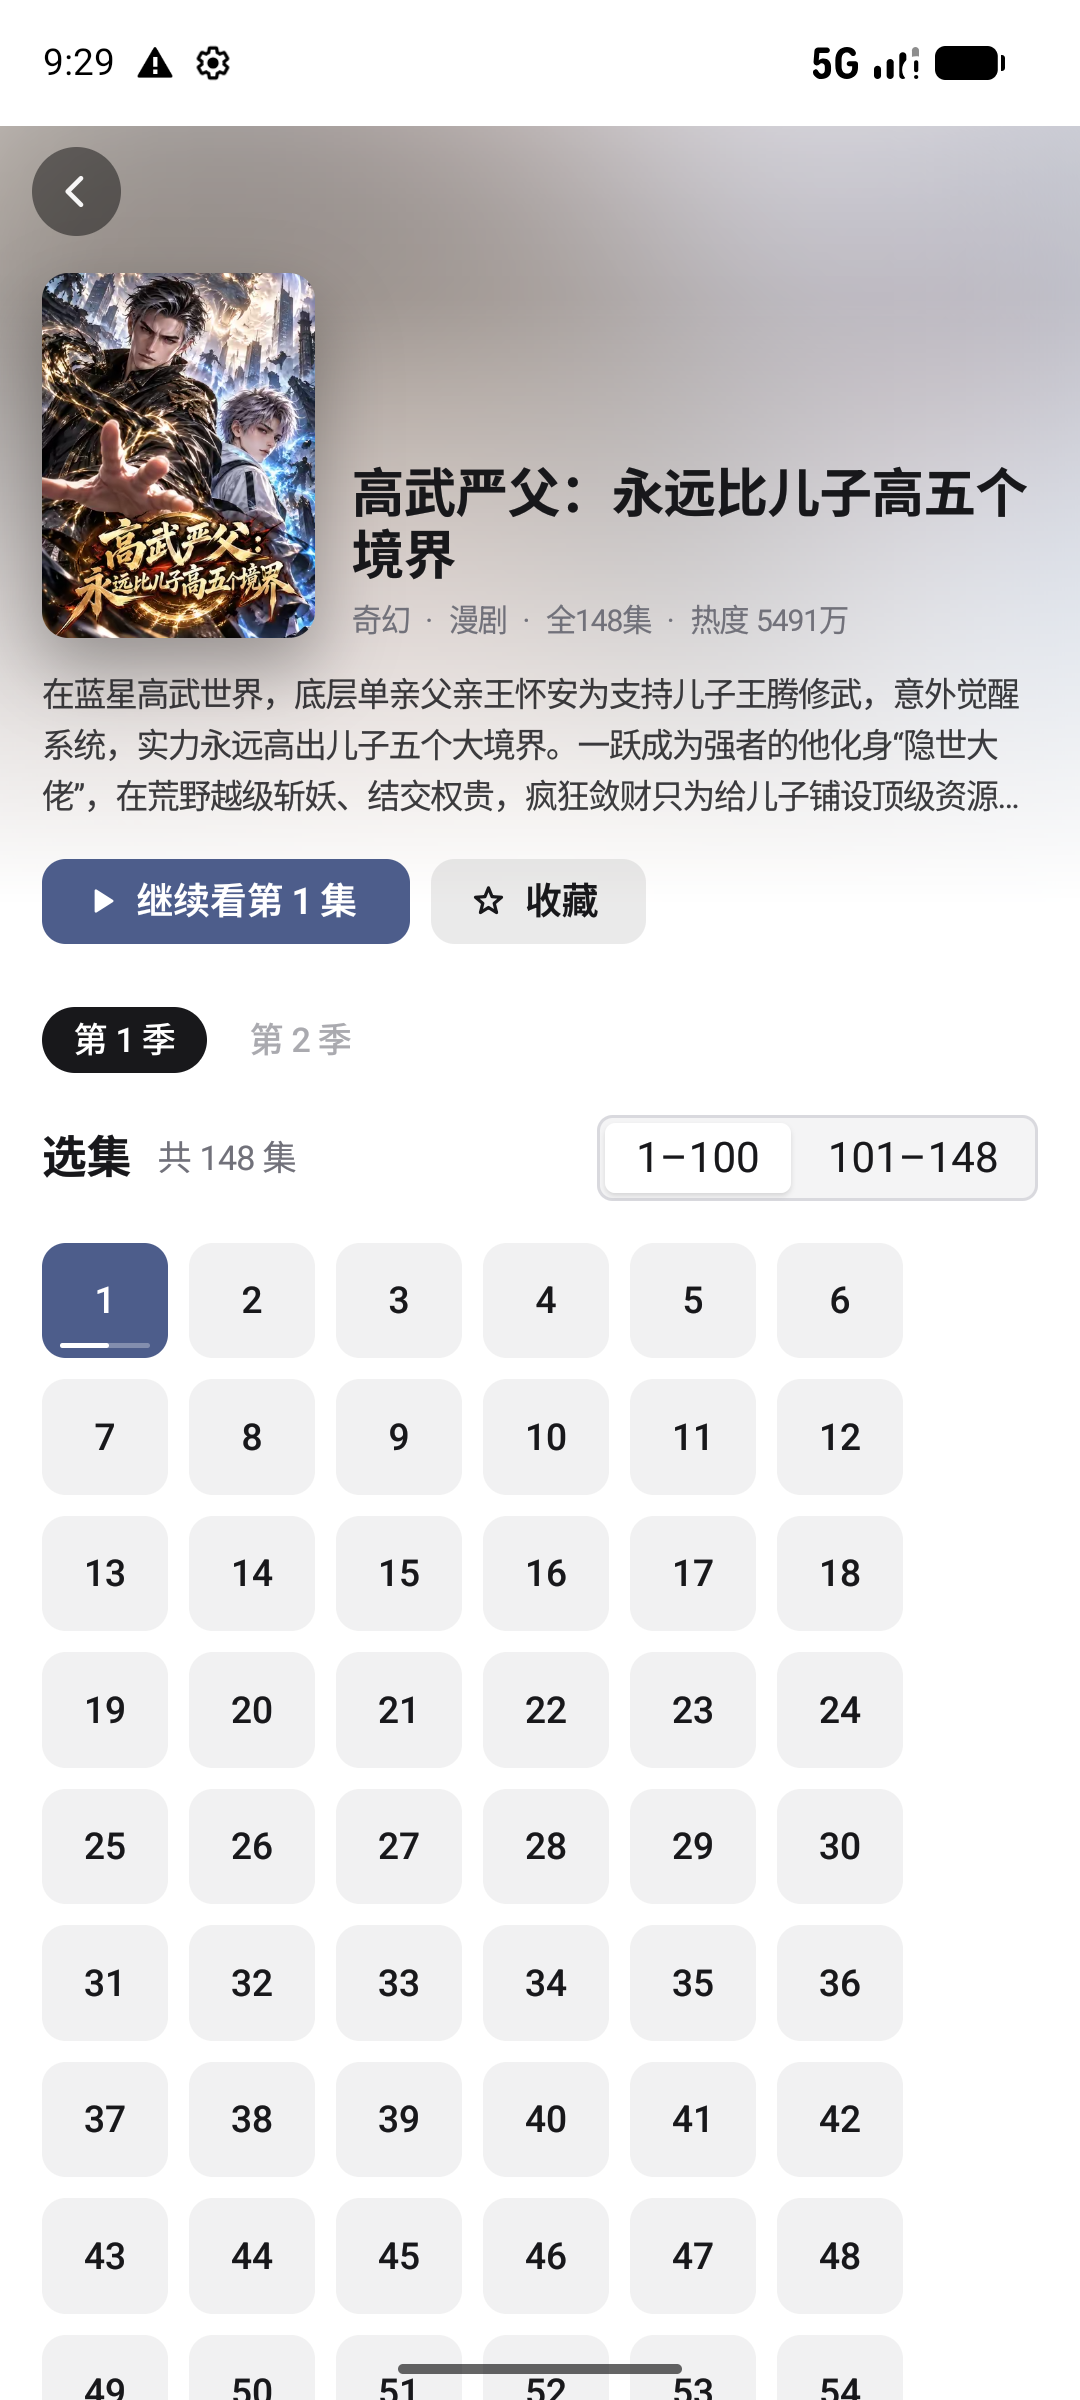 9:29
5G
高武严父：
永远比儿子高五个境界
高武严父：永远比儿子高五个
境界
奇幻 · 漫剧 · 全148集 · 热度 5491万
在蓝星高武世界，底层单亲父亲王怀安为支持儿子王腾修武，意外觉醒
系统，实力永远高出儿子五个大境界。一跃成为强者的他化身“隐世大
佬”，在荒野越级斩妖、结交权贵，疯狂敛财只为给儿子铺设顶级资源...
继续看第 1 集
收藏
第 1 季
第 2 季
选集 共 148 集
1–100 101–148
1 2 3 4 5 6
7 8 9 10 11 12
13 14 15 16 17 18
19 20 21 22 23 24
25 26 27 28 29 30
31 32 33 34 35 36
37 38 39 40 41 42
43 44 45 46 47 48
49 50 51 52 53 54